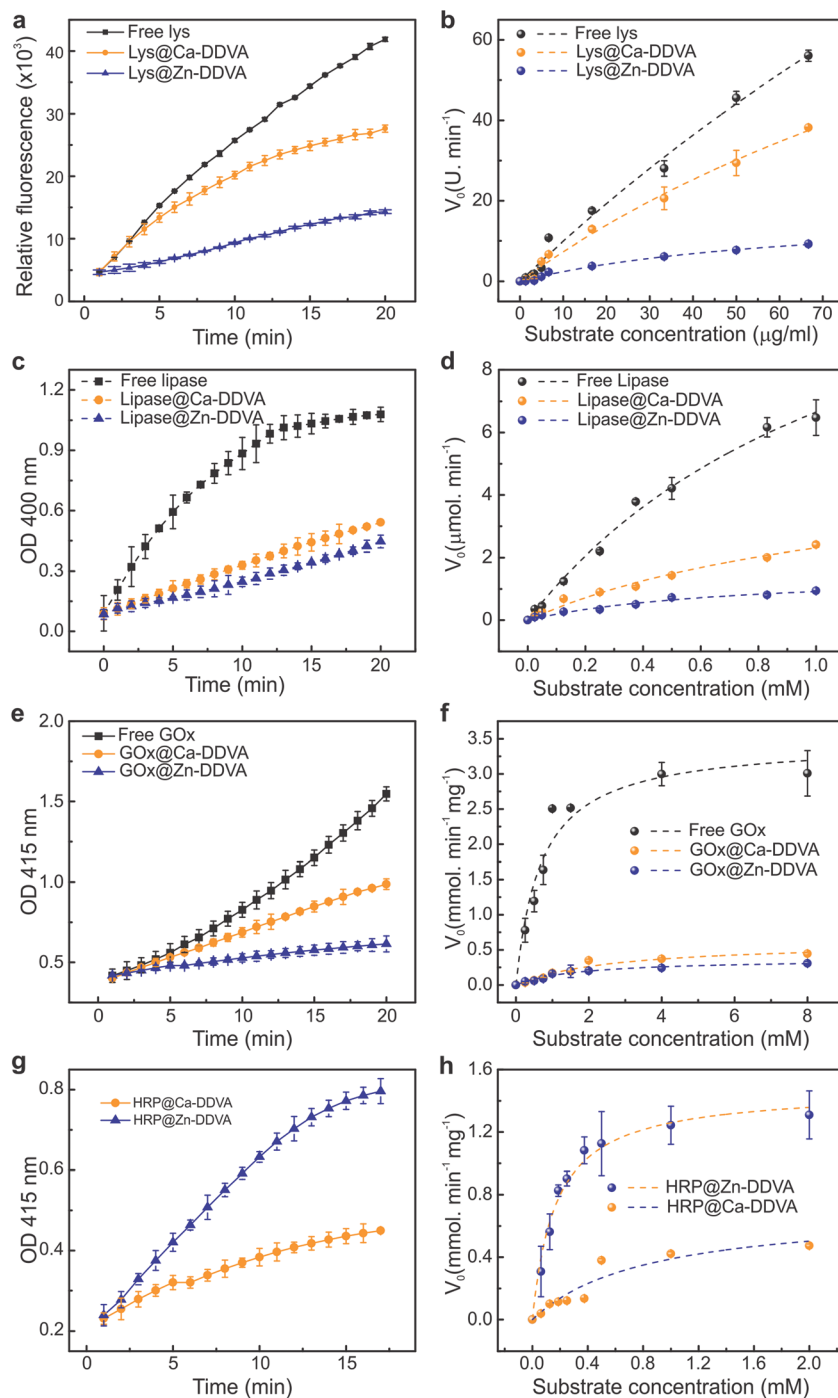 a
Free lys
Lys@Ca-DDVA
Lys@Zn-DDVA
40
30
20
10
0
0
5
10
15
20
Relative fluorescence (x10³)
Time (min)
b
Free lys
Lys@Ca-DDVA
Lys@Zn-DDVA
60
40
20
0
0
10
20
30
40
50
60
70
V₀(U. min⁻¹)
Substrate concentration (μg/ml)
c
Free lipase
Lipase@Ca-DDVA
Lipase@Zn-DDVA
1.2
0.9
0.6
0.3
0.0
0
5
10
15
20
OD 400 nm
Time (min)
d
Free Lipase
Lipase@Ca-DDVA
Lipase@Zn-DDVA
8
6
4
2
0
0.0
0.2
0.4
0.6
0.8
1.0
V₀(μmol. min⁻¹)
Substrate concentration (mM)
e
Free GOx
GOx@Ca-DDVA
GOx@Zn-DDVA
2.0
1.5
1.0
0.5
0
5
10
15
20
OD 415 nm
Time (min)
f
Free GOx
GOx@Ca-DDVA
GOx@Zn-DDVA
3.5
3.0
2.5
2.0
1.5
1.0
0.5
0.0
0
2
4
6
8
V₀(mmol. min⁻¹ mg⁻¹)
Substrate concentration (mM)
g
HRP@Ca-DDVA
HRP@Zn-DDVA
0.8
0.6
0.4
0.2
0
5
10
15
OD 415 nm
Time (min)
h
HRP@Zn-DDVA
HRP@Ca-DDVA
1.6
1.2
0.8
0.4
0.0
0.0
0.4
0.8
1.2
1.6
2.0
V₀(mmol. min⁻¹ mg⁻¹)
Substrate concentration (mM)